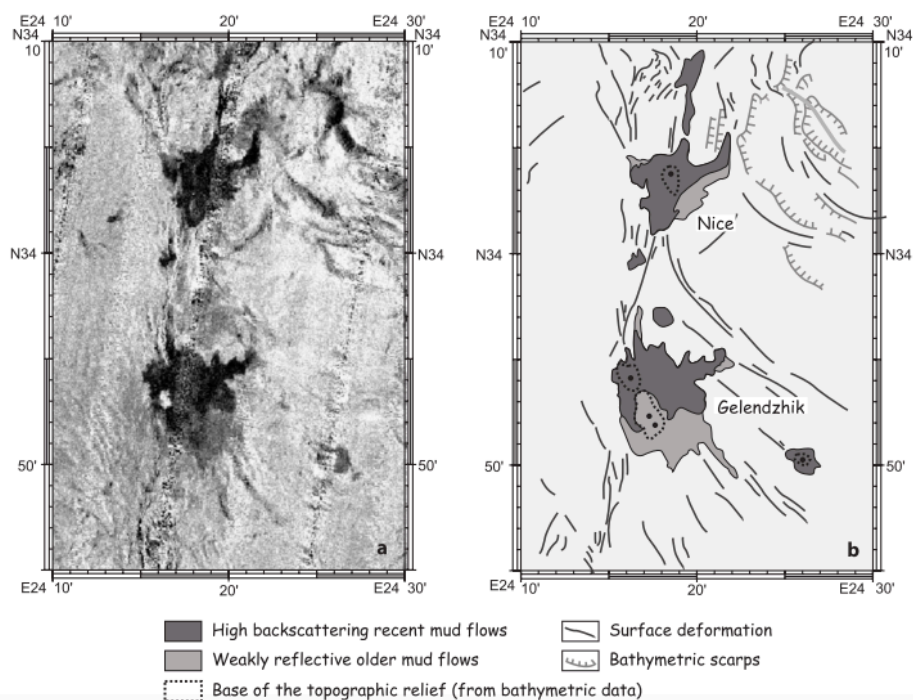 E24 10' 20' E24 30' E24 10' 20' E24 30'
N34 N34 N34 N34
10' 10' 10' 10'
Nice
N34 N34 N34
Gelendzhik
50' 50' 50'
a b
E24 10' 20' E24 30' E24 10' 20' E24 30'
High backscattering recent mud flows Surface deformation
Weakly reflective older mud flows Bathymetric scarps
Base of the topographic relief (from bathymetric data)